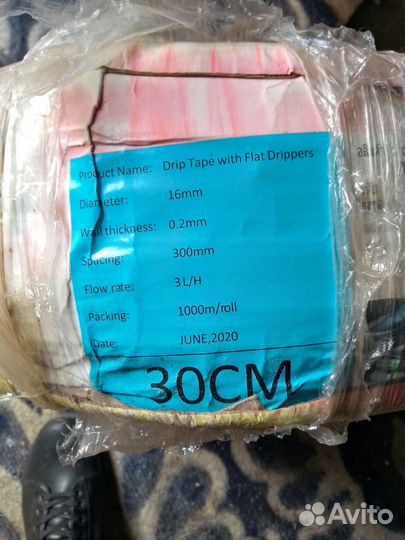 Product Name: Drip Tape with Flat Drippers
Diameter: 16mm
Wall thickness: 0.2mm
Spacing: 300mm
Flow rate: 3 L/H
Packing: 1000m/roll
Date: JUNE,2020
30CM
Avito